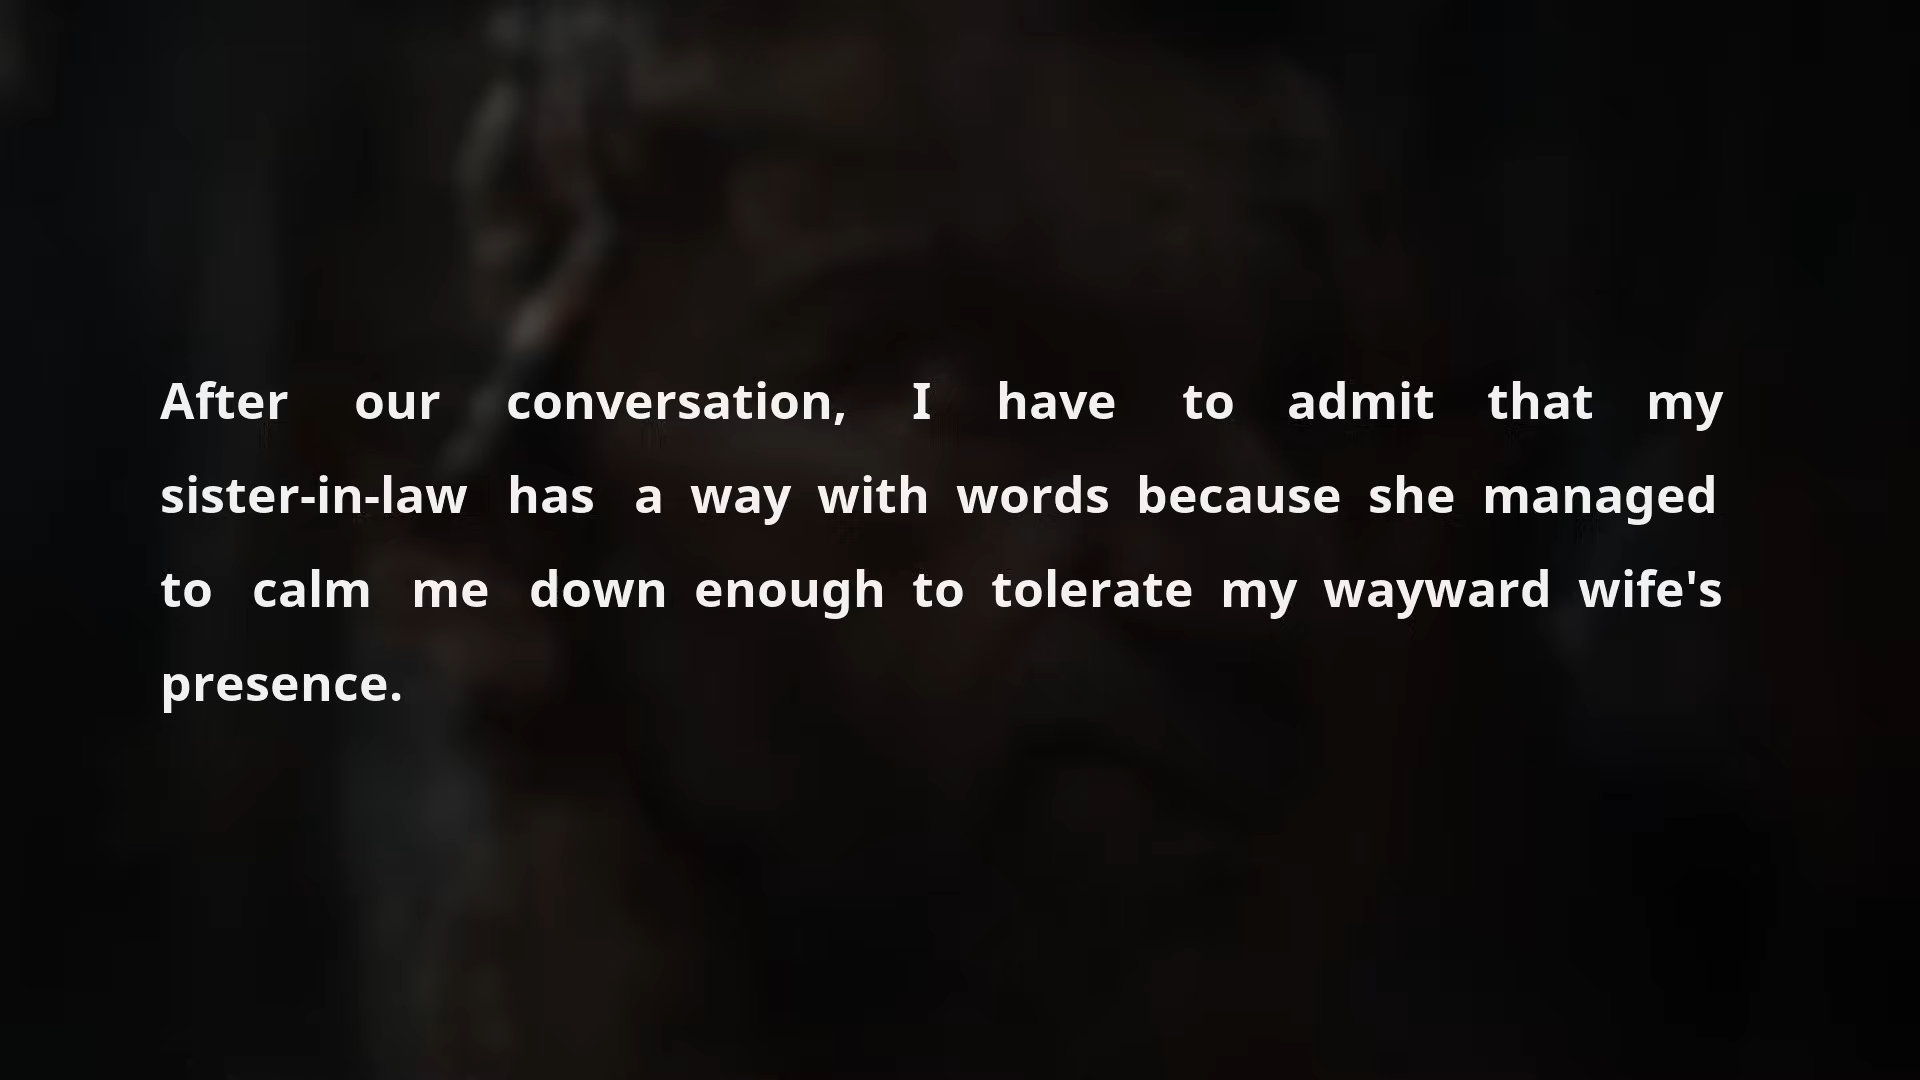 After our conversation, I have to admit that my
sister-in-law has a way with words because she managed
to calm me down enough to tolerate my wayward wife's
presence.